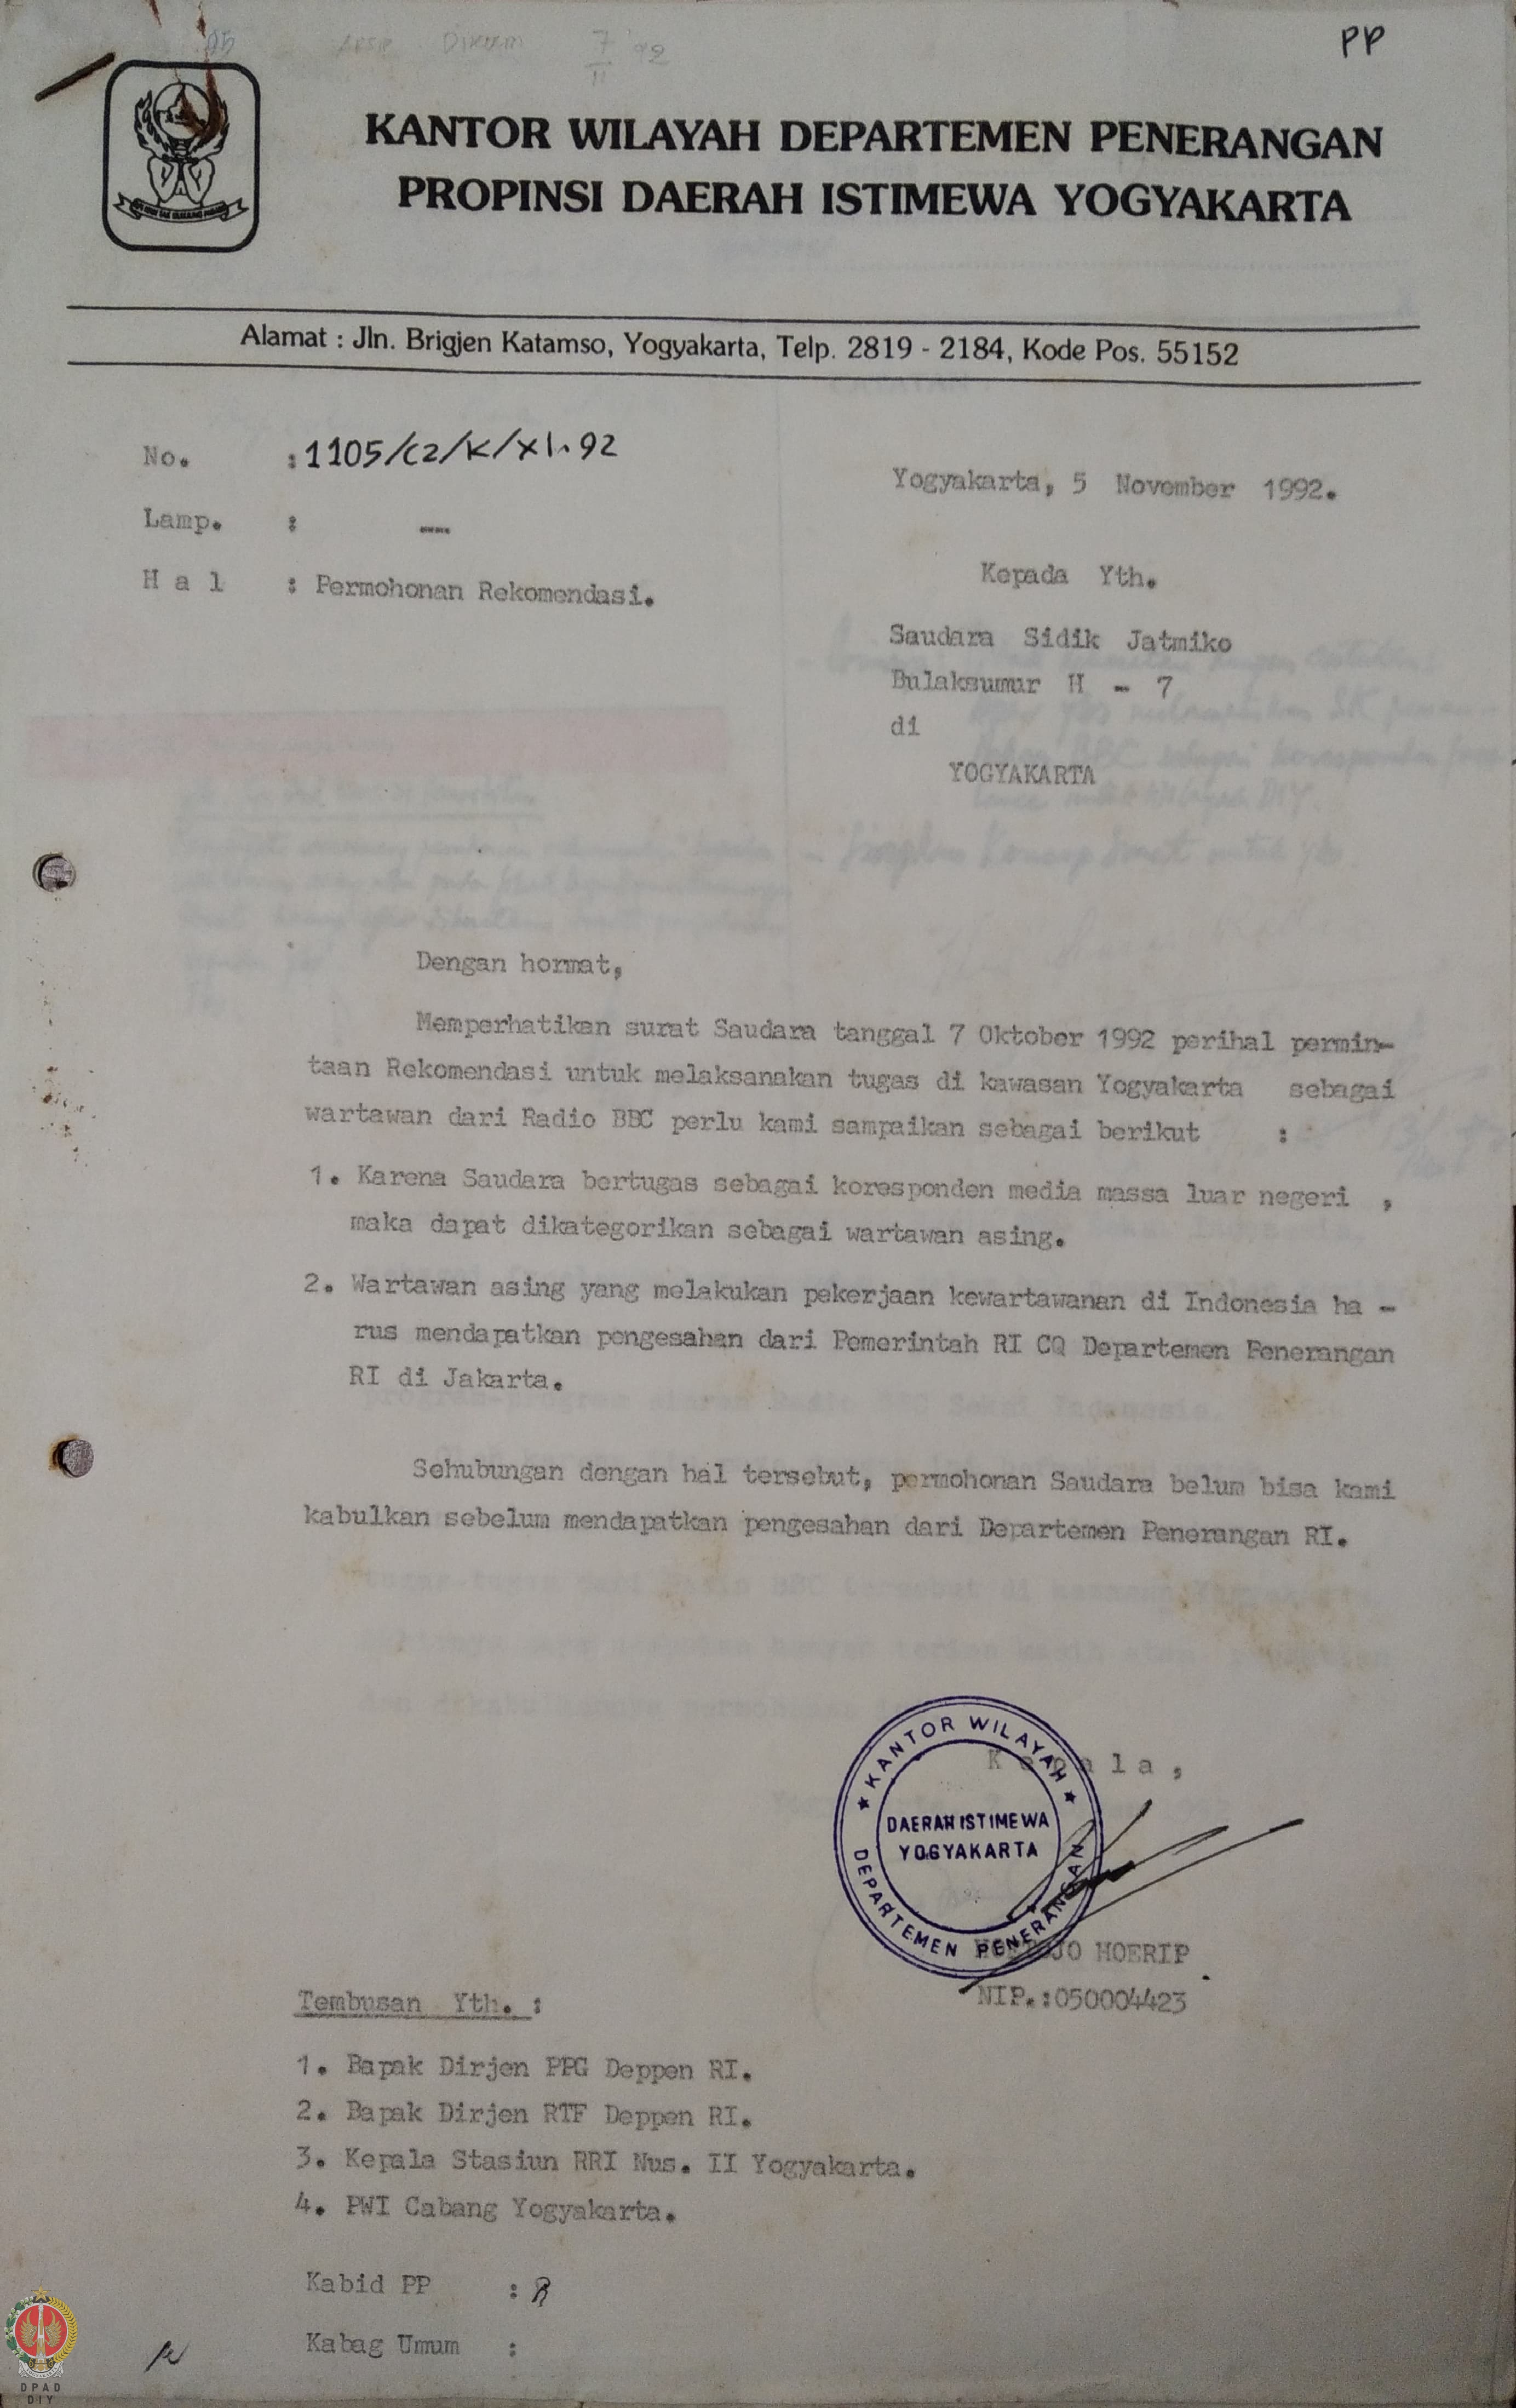 PP
KANTOR WILAYAH DEPARTEMEN PENERANGAN
PROPINSI DAERAH ISTIMEWA YOGYAKARTA
Alamat : Jln. Brigjen Katamso, Yogyakarta, Telp. 2819 - 2184, Kode Pos. 55152
No. : 1105/C2/K/XI.92
Yogyakarta, 5 November 1992.
Lamp. : —
H a l : Permohonan Rekomendasi.
Kepada Yth.
Saudara Sidik Jatmiko
Bulaksumur H - 7
di
YOGYAKARTA
Dengan hormat,
Memperhatikan surat Saudara tanggal 7 Oktober 1992 perihal permin-
taan Rekomendasi untuk melaksanakan tugas di kawasan Yogyakarta sebagai
wartawan dari Radio BBC perlu kami sampaikan sebagai berikut :
1. Karena Saudara bertugas sebagai koresponden media massa luar negeri ,
maka dapat dikategorikan sebagai wartawan asing.
2. Wartawan asing yang melakukan pekerjaan kewartawanan di Indonesia ha -
rus mendapatkan pengesahan dari Pemerintah RI CQ Departemen Penerangan
RI di Jakarta.
Sehubungan dengan hal tersebut, permohonan Saudara belum bisa kami
kabulkan sebelum mendapatkan pengesahan dari Departemen Penerangan RI.
K e p a l a ,
KANTOR WILAYAH
DAERAH ISTIMEWA
YOGYAKARTA
DEPARTEMEN PENERANGAN
HOERIP
NIP.:050004423
Tembusan Yth. :
1. Bapak Dirjen PPG Deppen RI.
2. Bapak Dirjen RTF Deppen RI.
3. Kepala Stasiun RRI Nus. II Yogyakarta.
4. PWI Cabang Yogyakarta.
Kabid PP :
Kabag Umum :
DPAD
DIY